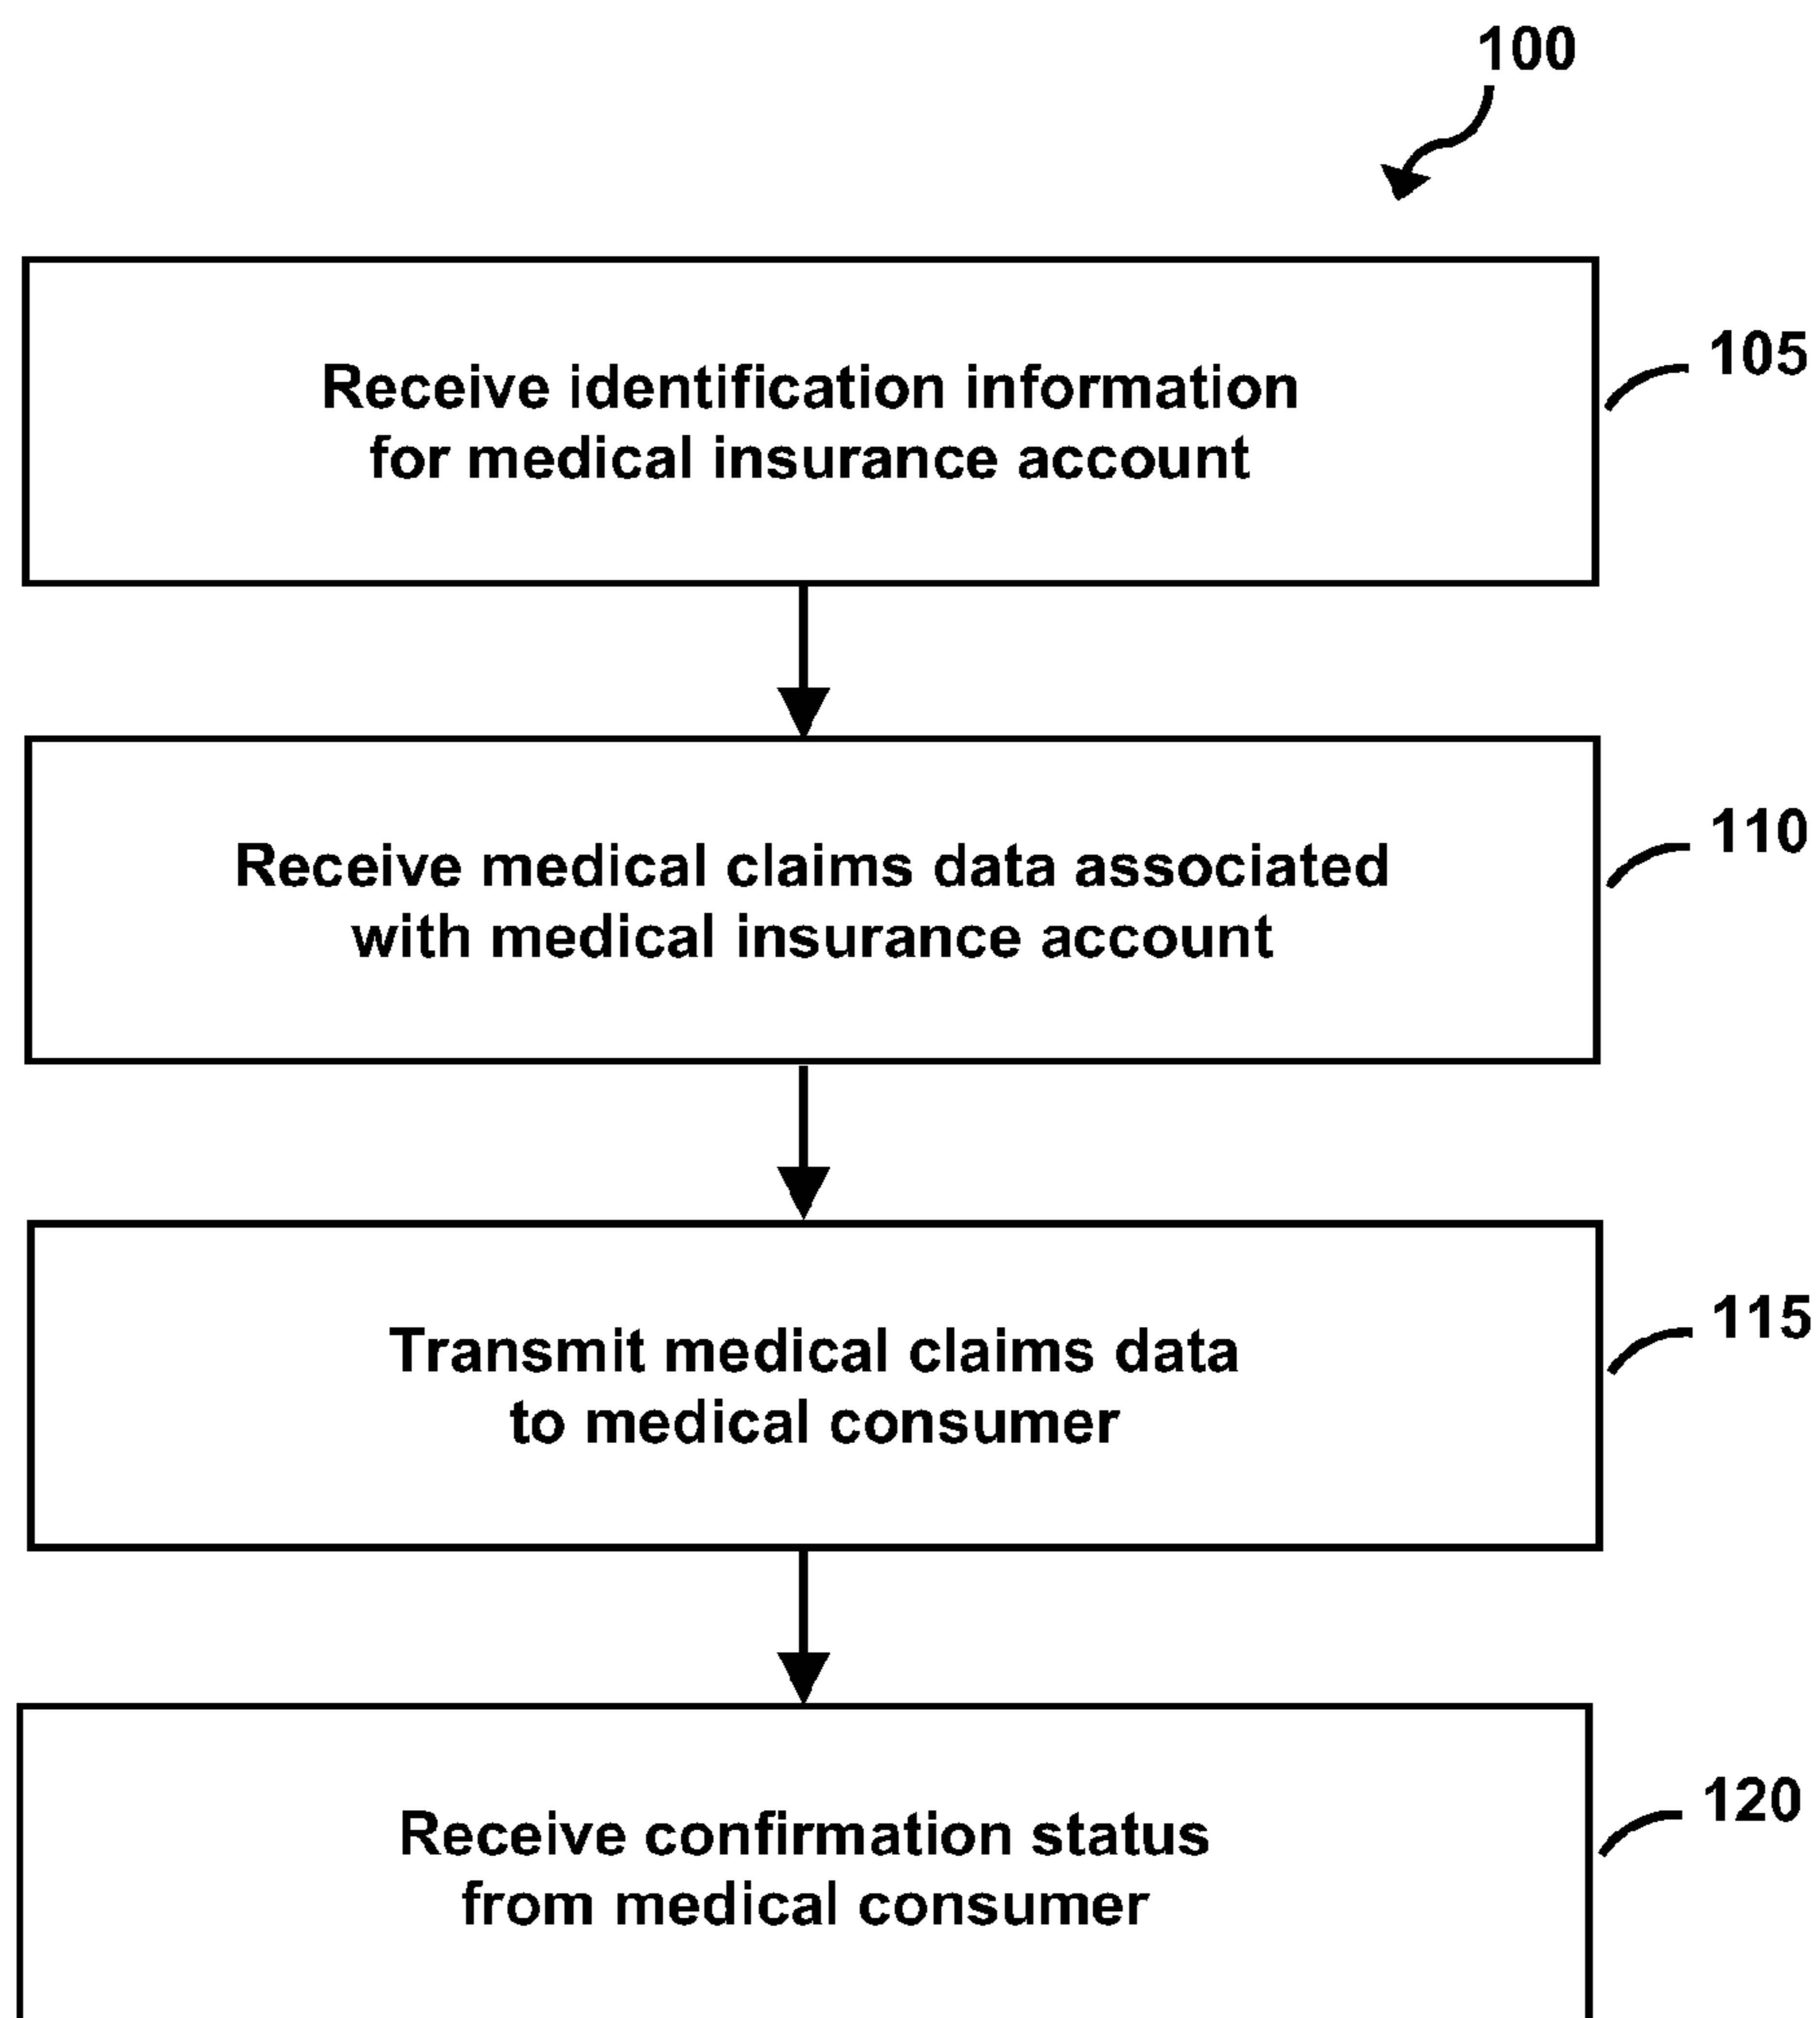 100
Receive identification information
for medical insurance account
105
Receive medical claims data associated
with medical insurance account
110
Transmit medical claims data
to medical consumer
115
Receive confirmation status
from medical consumer
120